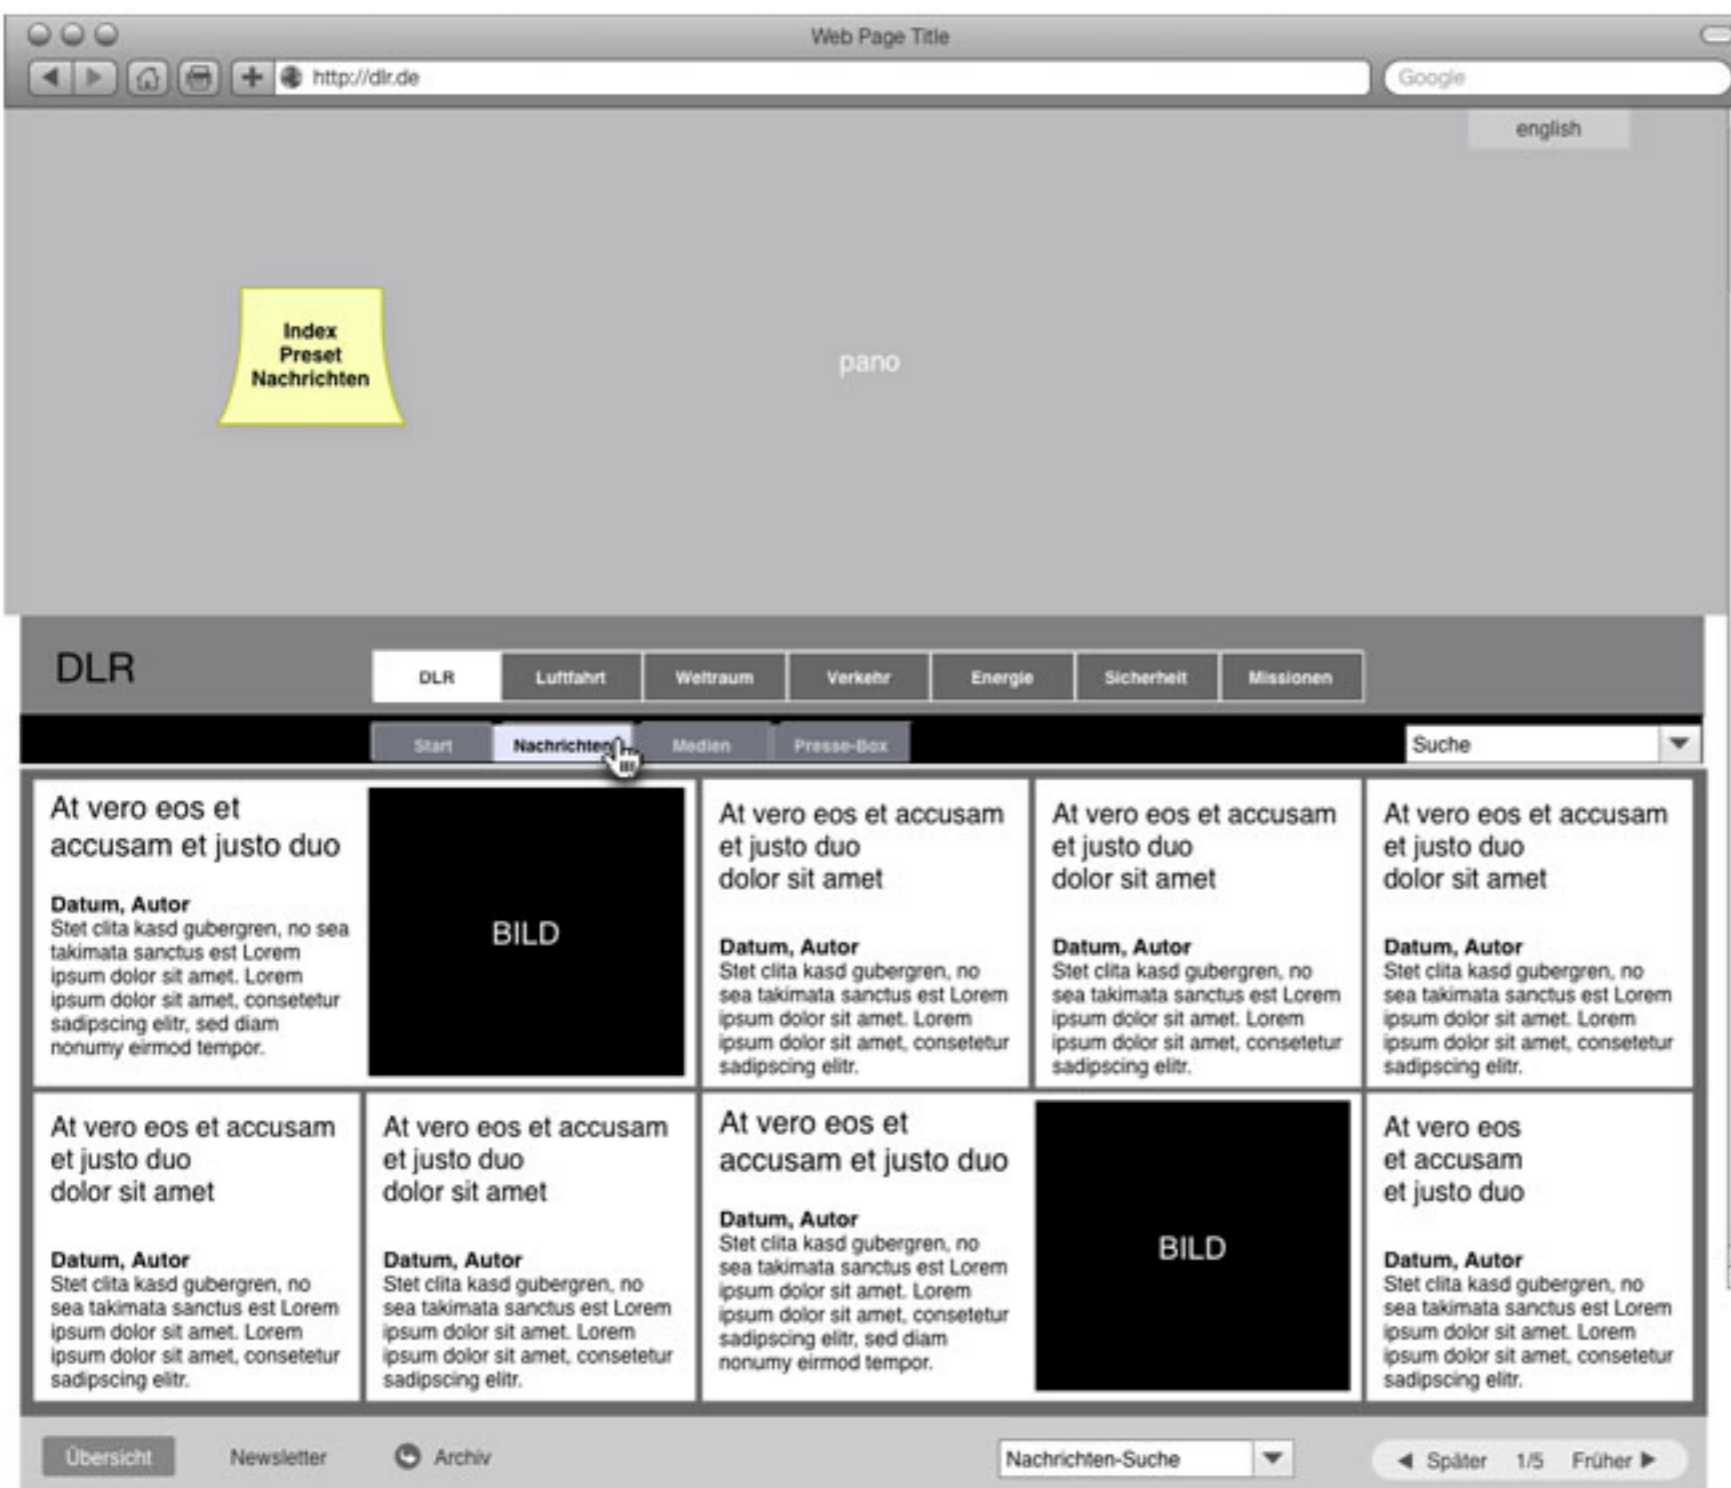 Web Page Title
http://dlr.de
Google
english
Index
Preset
Nachrichten
pano
DLR
DLR
Luftfahrt
Weltraum
Verkehr
Energie
Sicherheit
Missionen
Start
Nachrichten
Medien
Presse-Box
Suche
At vero eos et
accusam et justo duo
Datum, Autor
Stet clita kasd gubergren, no sea
takimata sanctus est Lorem
ipsum dolor sit amet. Lorem
ipsum dolor sit amet, consetetur
sadipscing elitr, sed diam
nonumy eirmod tempor.
BILD
At vero eos et accusam
et justo duo
dolor sit amet
Datum, Autor
Stet clita kasd gubergren, no
sea takimata sanctus est Lorem
ipsum dolor sit amet. Lorem
ipsum dolor sit amet, consetetur
sadipscing elitr.
At vero eos et accusam
et justo duo
dolor sit amet
Datum, Autor
Stet clita kasd gubergren, no
sea takimata sanctus est Lorem
ipsum dolor sit amet. Lorem
ipsum dolor sit amet, consetetur
sadipscing elitr.
At vero eos et accusam
et justo duo
dolor sit amet
Datum, Autor
Stet clita kasd gubergren, no
sea takimata sanctus est Lorem
ipsum dolor sit amet. Lorem
ipsum dolor sit amet, consetetur
sadipscing elitr.
At vero eos et accusam
et justo duo
dolor sit amet
Datum, Autor
Stet clita kasd gubergren, no
sea takimata sanctus est Lorem
ipsum dolor sit amet. Lorem
ipsum dolor sit amet, consetetur
sadipscing elitr.
At vero eos et accusam
et justo duo
dolor sit amet
Datum, Autor
Stet clita kasd gubergren, no
sea takimata sanctus est Lorem
ipsum dolor sit amet. Lorem
ipsum dolor sit amet, consetetur
sadipscing elitr.
At vero eos et
accusam et justo duo
Datum, Autor
Stet clita kasd gubergren, no
sea takimata sanctus est Lorem
ipsum dolor sit amet. Lorem
ipsum dolor sit amet, consetetur
sadipscing elitr, sed diam
nonumy eirmod tempor.
BILD
At vero eos
et accusam
et justo duo
Datum, Autor
Stet clita kasd gubergren, no
sea takimata sanctus est Lorem
ipsum dolor sit amet. Lorem
ipsum dolor sit amet, consetetur
sadipscing elitr.
Übersicht
Newsletter
Archiv
Nachrichten-Suche
Später 1/5 Früher